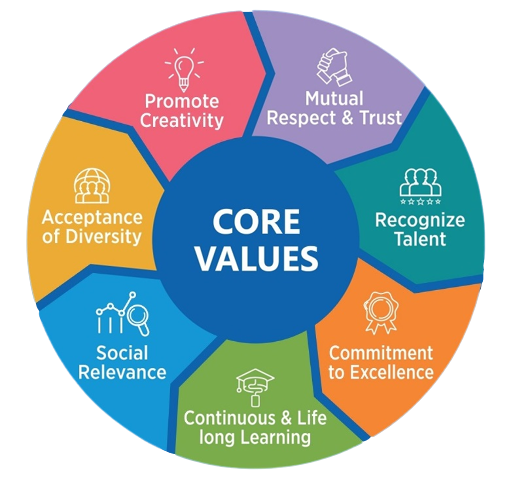 Promote
Creativity
Mutual
Respect & Trust
Recognize
Talent
Commitment
to Excellence
Continuous & Life
long Learning
Social
Relevance
Acceptance
of Diversity
CORE
VALUES